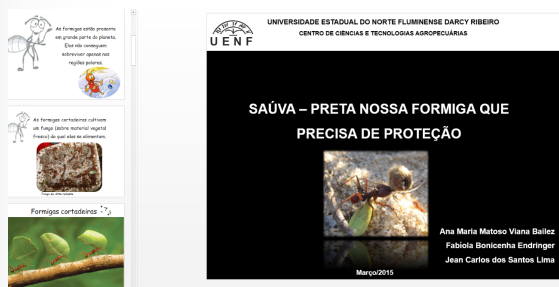 As formigas estão presente
em grande parte do planeta.
Elas não conseguem
sobreviver apenas nas
regiões polares.
As formigas cortadeiras cultivam
um fungo (sobre material vegetal
fresco) do qual elas se alimentam.
Formigas cortadeiras
UENF
UNIVERSIDADE ESTADUAL DO NORTE FLUMINENSE DARCY RIBEIRO
CENTRO DE CIÊNCIAS E TECNOLOGIAS AGROPECUÁRIAS
SAÚVA – PRETA NOSSA FORMIGA QUE
PRECISA DE PROTEÇÃO
Ana Maria Matoso Viana Bailez
Fabíola Bonicenha Endringer
Jean Carlos dos Santos Lima
Março/2015